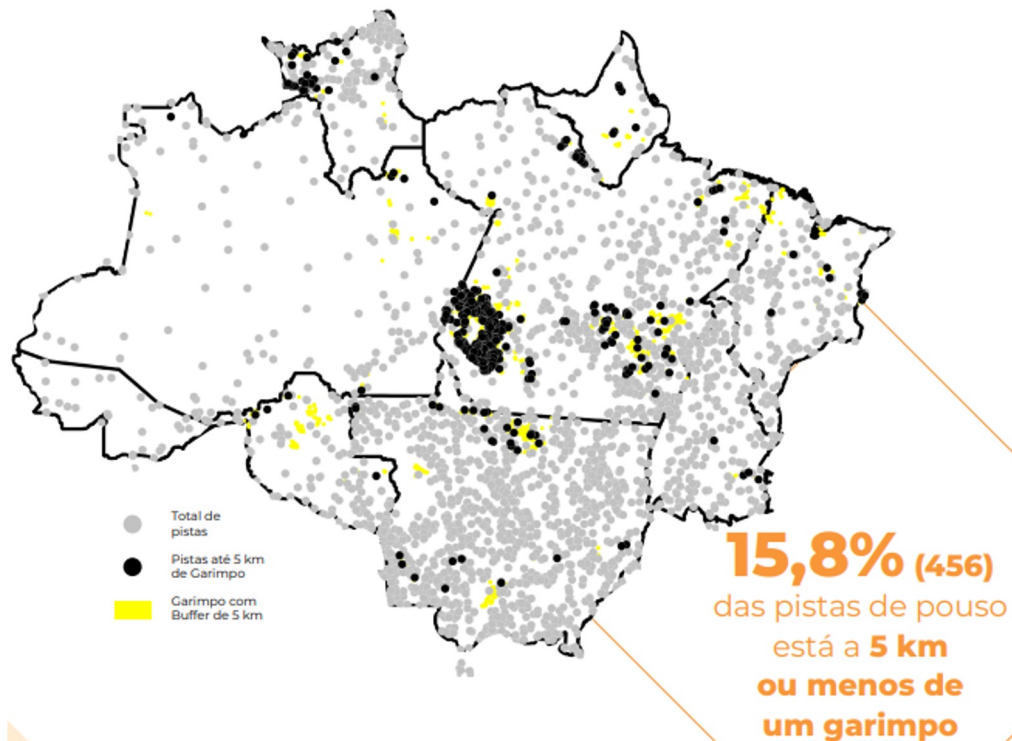 Total de
pistas
Pistas até 5 km
de Garimpo
Garimpo com
Buffer de 5 km
15,8% (456)
das pistas de pouso
está a 5 km
ou menos de
um garimpo